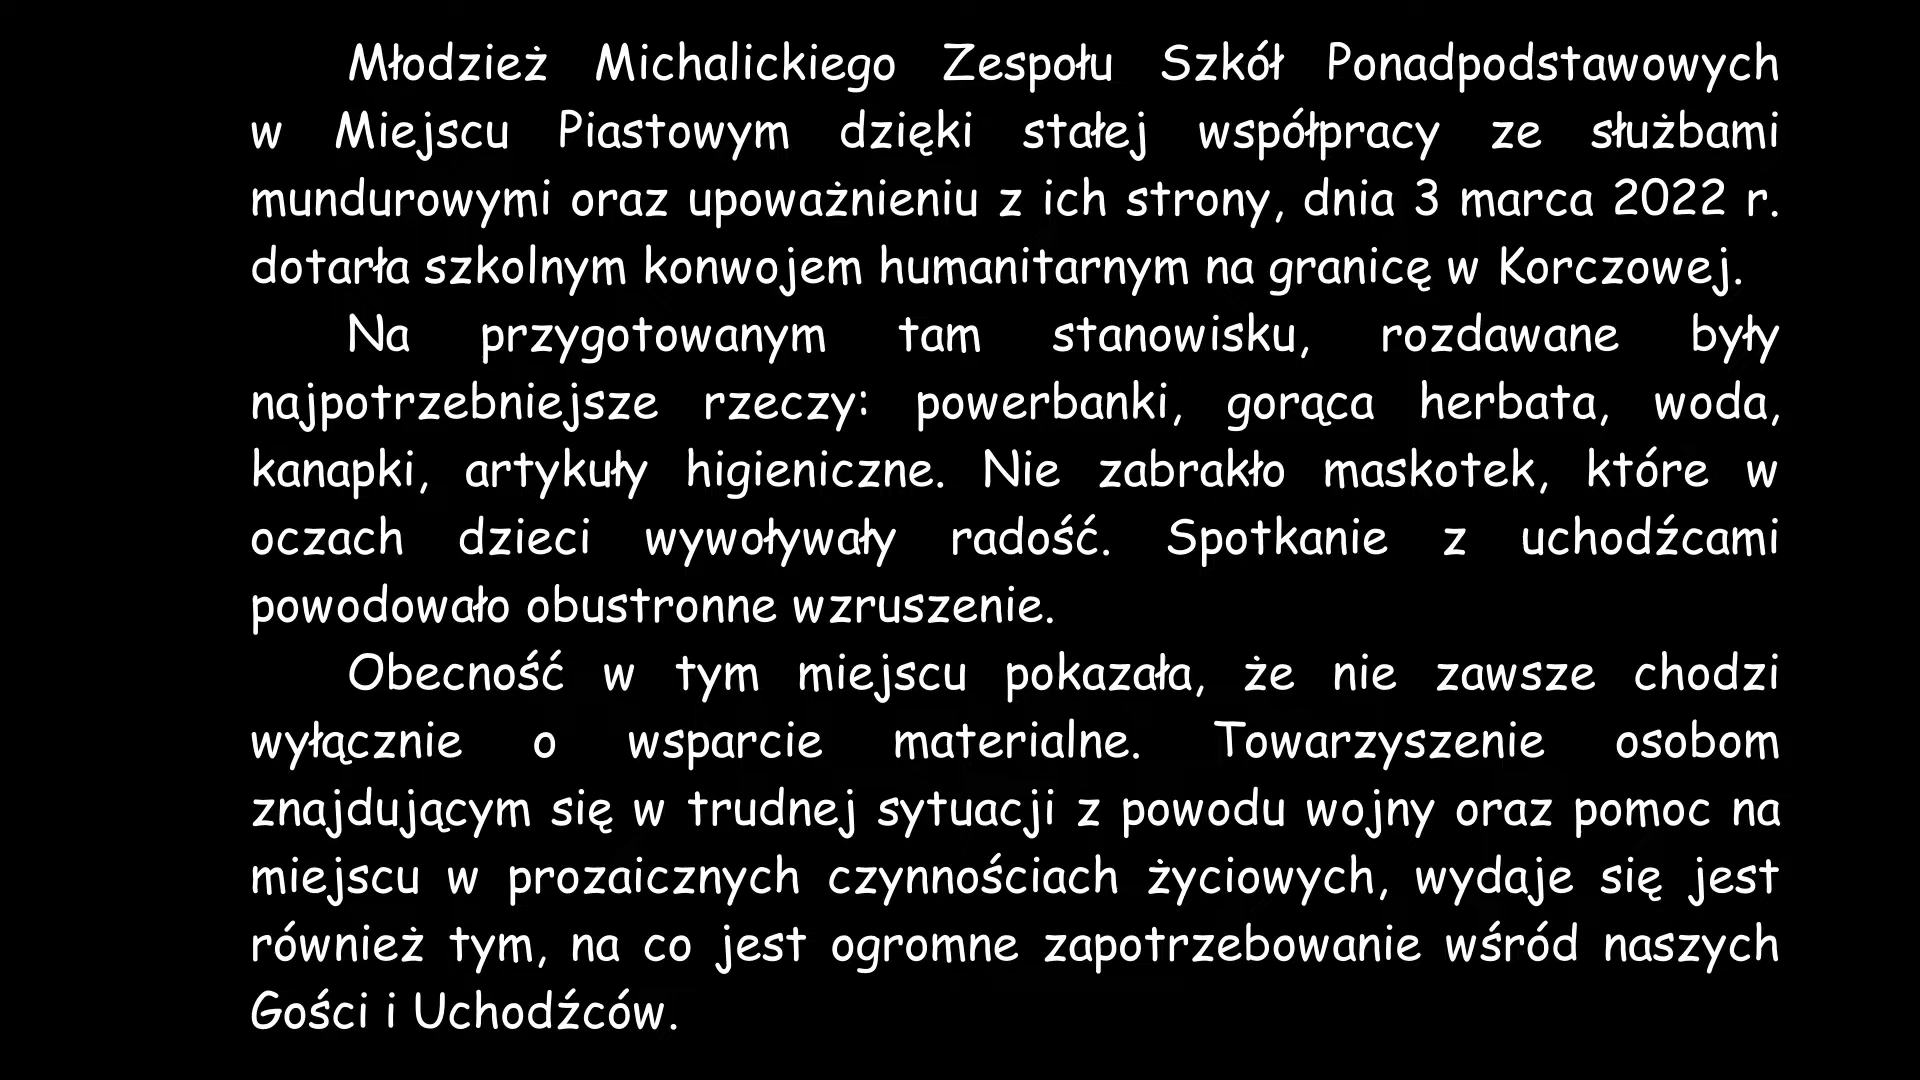 Młodzież Michalickiego Zespołu Szkół Ponadpodstawowych
w Miejscu Piastowym dzięki stałej współpracy ze służbami
mundurowymi oraz upoważnieniu z ich strony, dnia 3 marca 2022 r.
dotarła szkolnym konwojem humanitarnym na granicę w Korczowej.
Na przygotowanym tam stanowisku, rozdawane były
najpotrzebniejsze rzeczy: powerbanki, gorąca herbata, woda,
kanapki, artykuły higieniczne. Nie zabrakło maskotek, które w
oczach dzieci wywoływały radość. Spotkanie z uchodźcami
powodowało obustronne wzruszenie.
Obecność w tym miejscu pokazała, że nie zawsze chodzi
wyłącznie o wsparcie materialne. Towarzyszenie osobom
znajdującym się w trudnej sytuacji z powodu wojny oraz pomoc na
miejscu w prozaicznych czynnościach życiowych, wydaje się jest
również tym, na co jest ogromne zapotrzebowanie wśród naszych
Gości i Uchodźców.